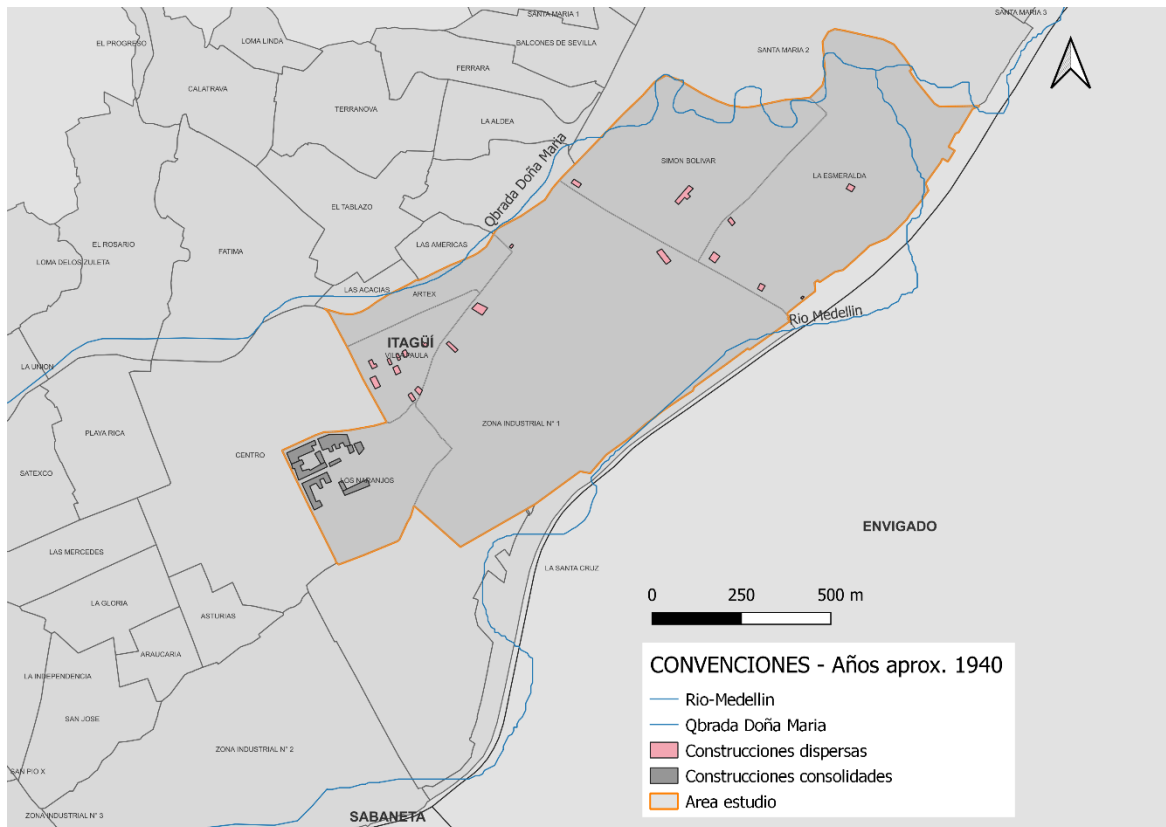 SANTA MARIA 1
SANTA MARIA 3
EL PROGRESO
LOMA LINDA
BALCONES DE SEVILLA
SANTA MARIA 2
FERRARA
CALATRAVA
TERRANOVA
LA ALDEA
Qbrada Doña Maria
SIMON BOLIVAR
LA ESMERALDA
EL TABLAZO
EL ROSARIO
LAS AMERICAS
FATIMA
LOMA DELOS ZULETA
LAS ACACIAS
ARTEX
Rio Medellin
ITAGÜÍ
VILLA PAULA
LA UNION
ZONA INDUSTRIAL N° 1
PLAYA RICA
CENTRO
SATEXCO
LOS NARANJOS
ENVIGADO
LAS MERCEDES
LA SANTA CRUZ
LA GLORIA
ASTURIAS
ARAUCARIA
LA INDEPENDENCIA
SAN JOSE
ZONA INDUSTRIAL N° 2
SAN PIO X
ZONA INDUSTRIAL N° 3
SABANETA
0 250 500 m
CONVENCIONES - Años aprox. 1940
Rio-Medellin
Qbrada Doña Maria
Construcciones dispersas
Construcciones consolidades
Area estudio